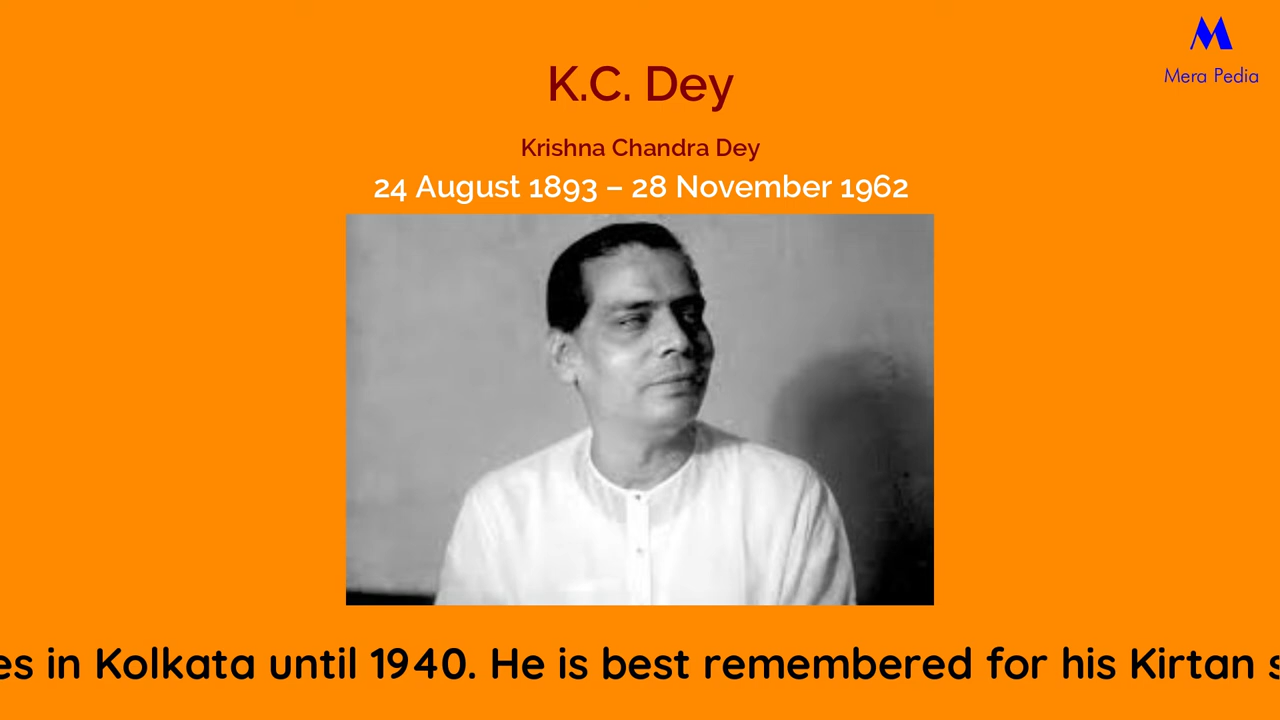 Mera Pedia
K.C. Dey
Krishna Chandra Dey
24 August 1893 – 28 November 1962
es in Kolkata until 1940. He is best remembered for his Kirtan s